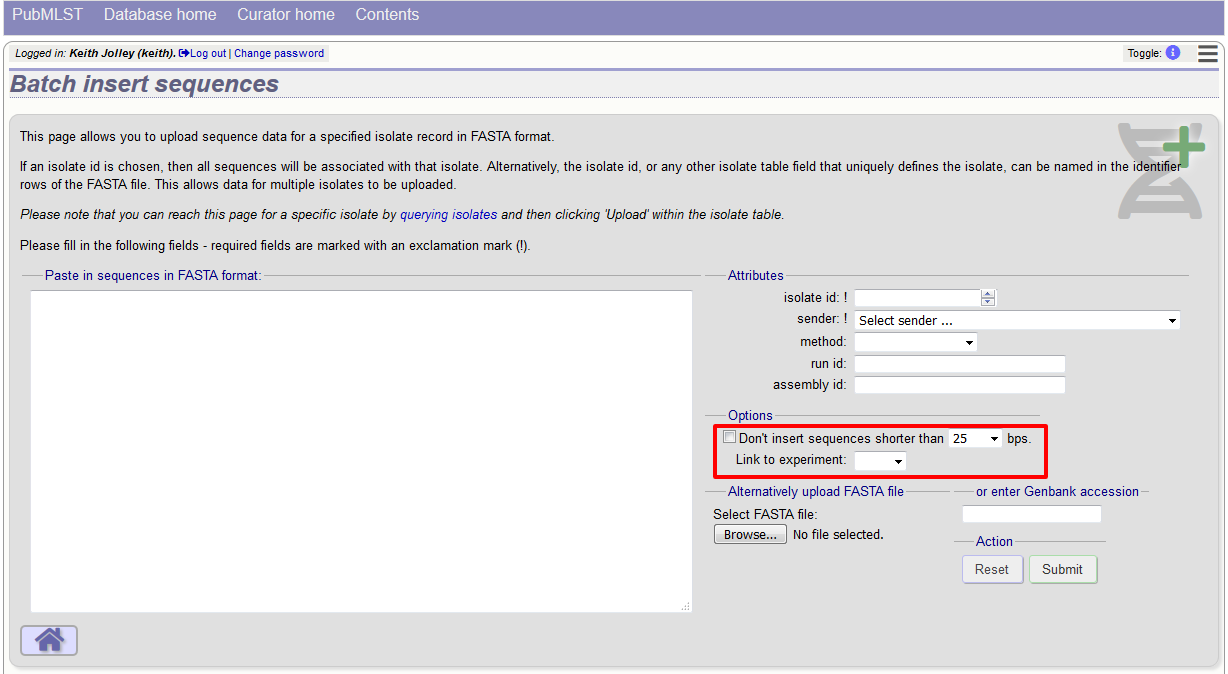 PubMLST Database home Curator home Contents
Logged in: Keith Jolley (keith). Log out | Change password Toggle: i
Batch insert sequences
This page allows you to upload sequence data for a specified isolate record in FASTA format.
If an isolate id is chosen, then all sequences will be associated with that isolate. Alternatively, the isolate id, or any other isolate table field that uniquely defines the isolate, can be named in the identifier
rows of the FASTA file. This allows data for multiple isolates to be uploaded.
Please note that you can reach this page for a specific isolate by querying isolates and then clicking 'Upload' within the isolate table.
Please fill in the following fields - required fields are marked with an exclamation mark (!).
Paste in sequences in FASTA format:
Attributes
isolate id: !
sender: ! Select sender ...
method:
run id:
assembly id:
Options
Don't insert sequences shorter than 25 bps.
Link to experiment:
Alternatively upload FASTA file
Select FASTA file:
Browse... No file selected.
or enter Genbank accession
Action
Reset Submit